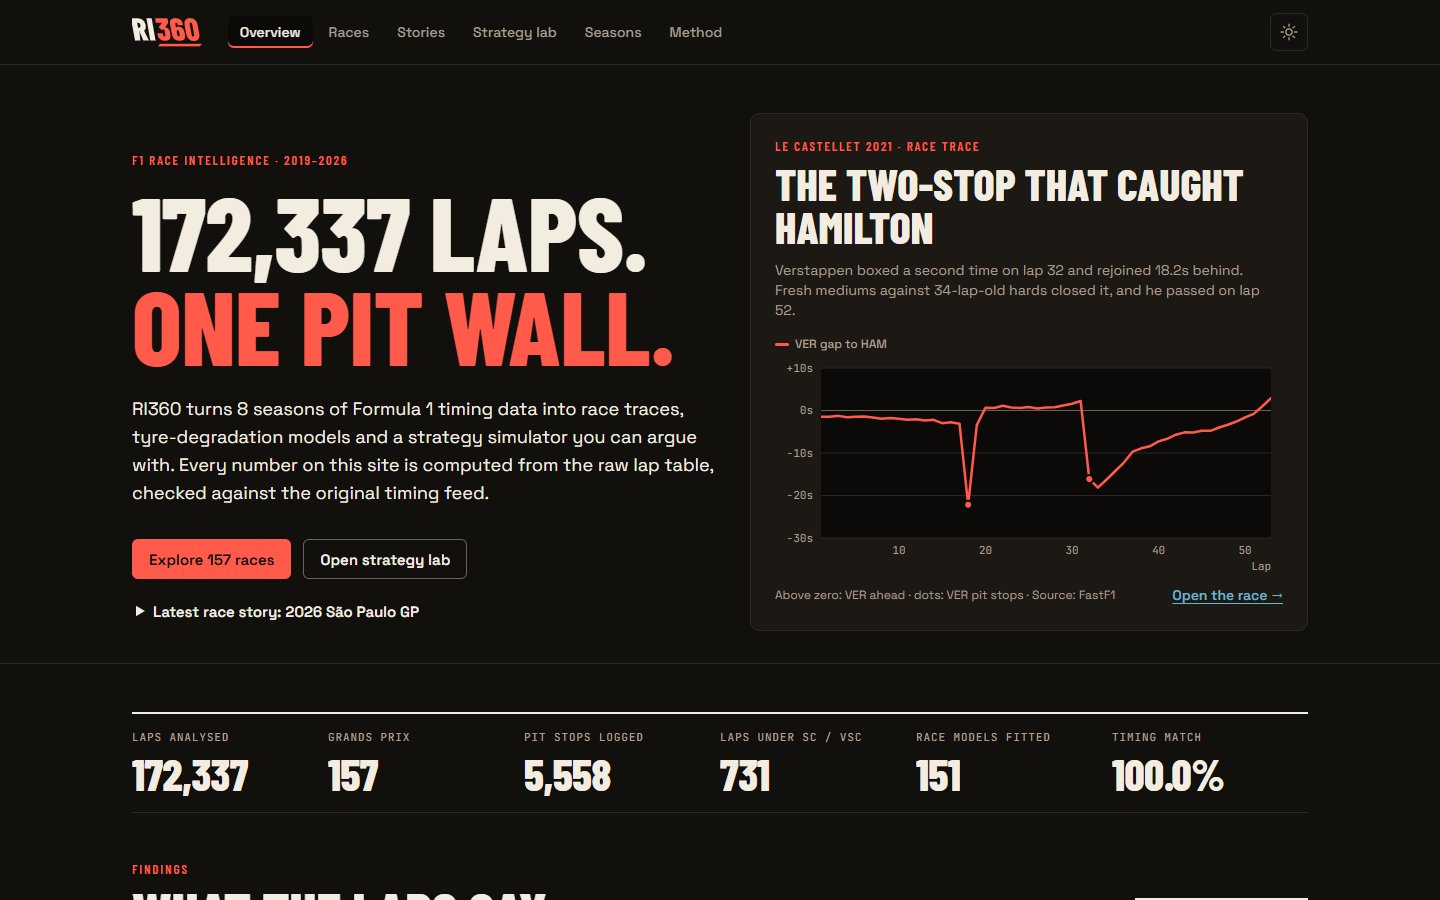 RI360
Overview
Races
Stories
Strategy lab
Seasons
Method
F1 RACE INTELLIGENCE · 2019–2026
172,337 LAPS.
ONE PIT WALL.
RI360 turns 8 seasons of Formula 1 timing data into race traces,
tyre-degradation models and a strategy simulator you can argue
with. Every number on this site is computed from the raw lap table,
checked against the original timing feed.
Explore 157 races
Open strategy lab
Latest race story: 2026 São Paulo GP
LE CASTELLET 2021 · RACE TRACE
THE TWO-STOP THAT CAUGHT
HAMILTON
Verstappen boxed a second time on lap 32 and rejoined 18.2s behind.
Fresh mediums against 34-lap-old hards closed it, and he passed on lap
52.
VER gap to HAM
+10s
0s
-10s
-20s
-30s
10
20
30
40
50
Lap
Above zero: VER ahead · dots: VER pit stops · Source: FastF1
Open the race →
LAPS ANALYSED
172,337
GRANDS PRIX
157
PIT STOPS LOGGED
5,558
LAPS UNDER SC / VSC
731
RACE MODELS FITTED
151
TIMING MATCH
100.0%
FINDINGS
WHAT THE LAPS SAY